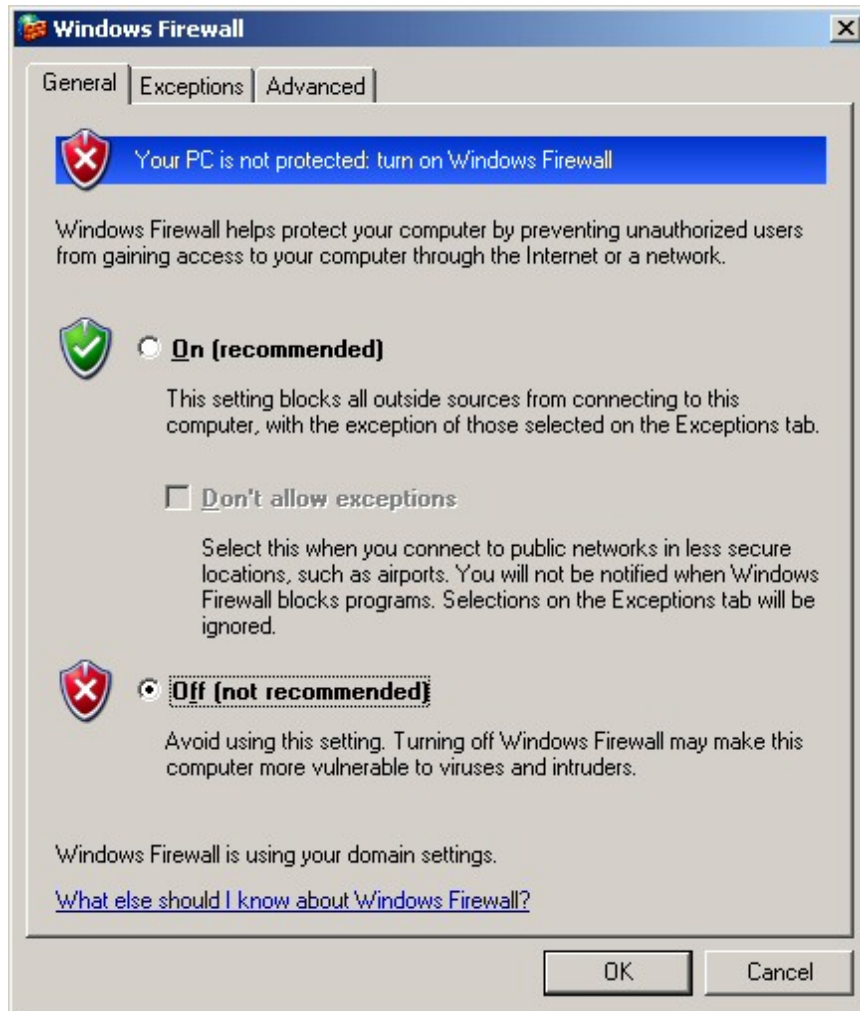 Windows Firewall
General Exceptions Advanced
Your PC is not protected: turn on Windows Firewall
Windows Firewall helps protect your computer by preventing unauthorized users
from gaining access to your computer through the Internet or a network.
On (recommended)
This setting blocks all outside sources from connecting to this
computer, with the exception of those selected on the Exceptions tab.
Don't allow exceptions
Select this when you connect to public networks in less secure
locations, such as airports. You will not be notified when Windows
Firewall blocks programs. Selections on the Exceptions tab will be
ignored.
Off (not recommended)
Avoid using this setting. Turning off Windows Firewall may make this
computer more vulnerable to viruses and intruders.
Windows Firewall is using your domain settings.
What else should I know about Windows Firewall?
OK Cancel